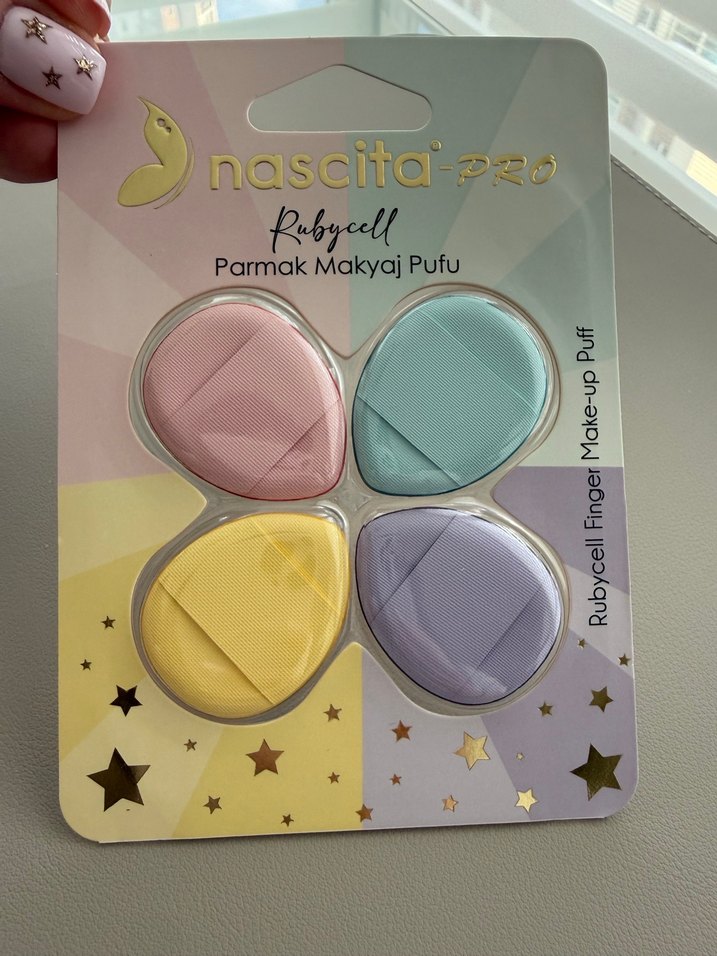 nascita®-PRO
Rubycell
Parmak Makyaj Pufu
Rubycell Finger Make-up Puff